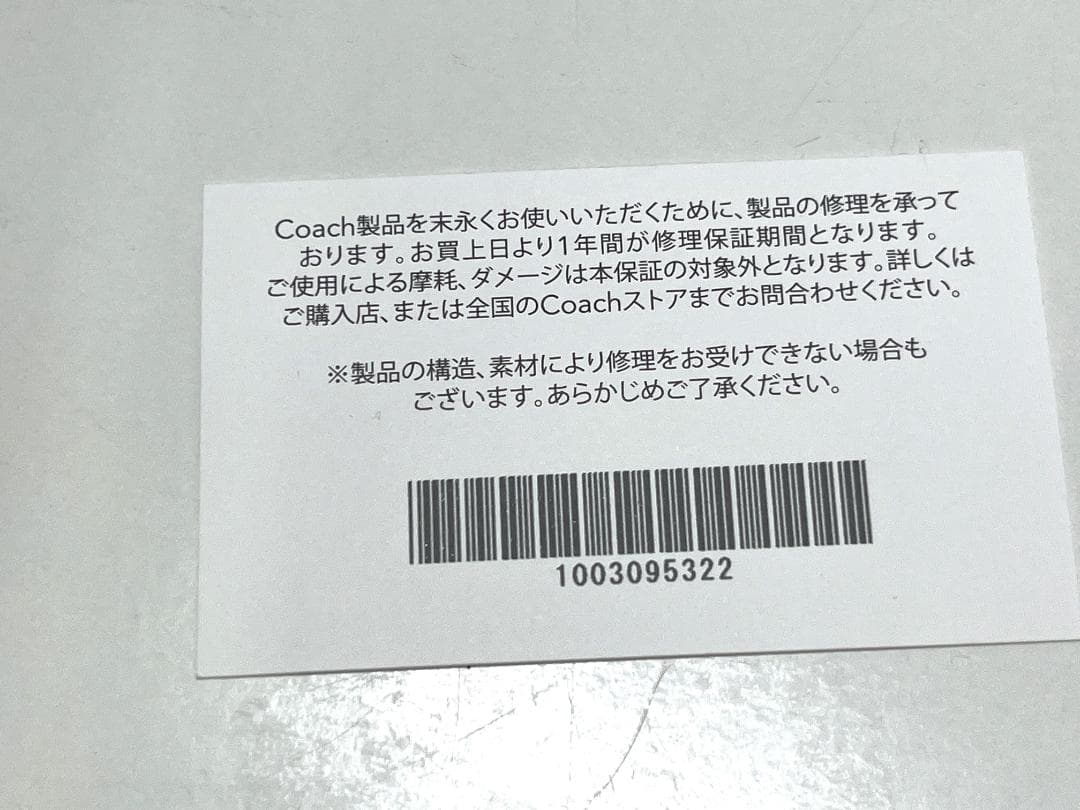 Coach製品を末永くお使いいただくために、製品の修理を承って
おります。お買上日より1年間が修理保証期間となります。
ご使用による摩耗、ダメージは本保証の対象外となります。詳しくは
ご購入店、または全国のCoachストアまでお問合わせください。
※製品の構造、素材により修理をお受けできない場合も
ございます。あらかじめご了承ください。
1003095322